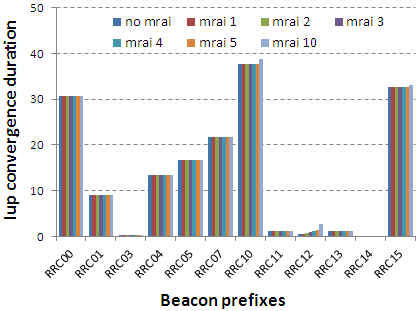 50
no mrai mrai 1 mrai 2 mrai 3
mrai 4 mrai 5 mrai 10
40
30
20
10
0
Iup convergence duration
RRC00 RRC01 RRC03 RRC04 RRC05 RRC07 RRC10 RRC11 RRC12 RRC13 RRC14 RRC15
Beacon prefixes